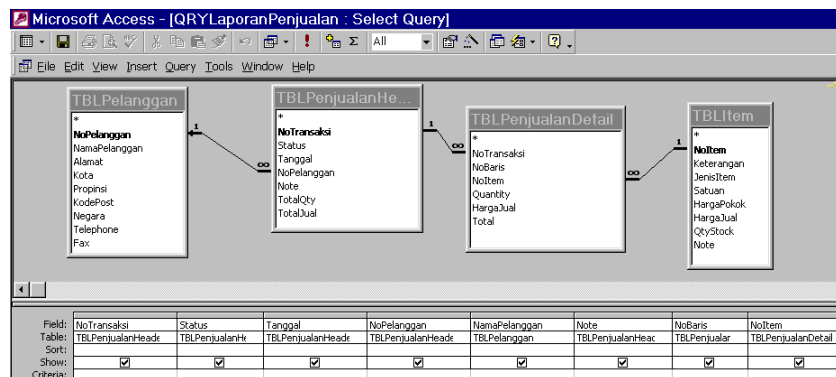 Microsoft Access - [QRYLaporanPenjualan : Select Query]
All
File Edit View Insert Query Tools Window Help
TBLPelanggan
*
NoPelanggan
NamaPelanggan
Alamat
Kota
Propinsi
KodePost
Negara
Telephone
Fax
1
∞
TBLPenjualanHe...
*
NoTransaksi
Status
Tanggal
NoPelanggan
Note
TotalQty
TotalJual
1
∞
TBLPenjualanDetail
*
NoTransaksi
NoBaris
NoItem
Quantity
HargaJual
Total
∞
1
TBLItem
*
NoItem
Keterangan
JenisItem
Satuan
HargaPokok
HargaJual
QtyStock
Note
Field: NoTransaksi Status Tanggal NoPelanggan NamaPelanggan Note NoBaris NoItem
Table: TBLPenjualanHeade TBLPenjualanHe TBLPenjualanHeade TBLPenjualanHeade TBLPelanggan TBLPenjualanHeac TBLPenjualar TBLPenjualanDetail
Sort:
Show:
Criteria: